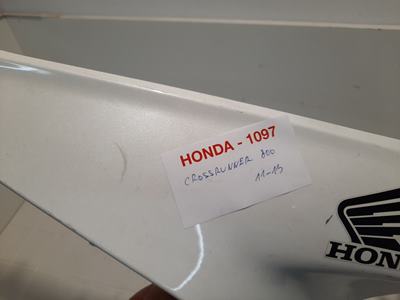 HONDA - 1097
CROSSRUNNER 800
11-13
HON